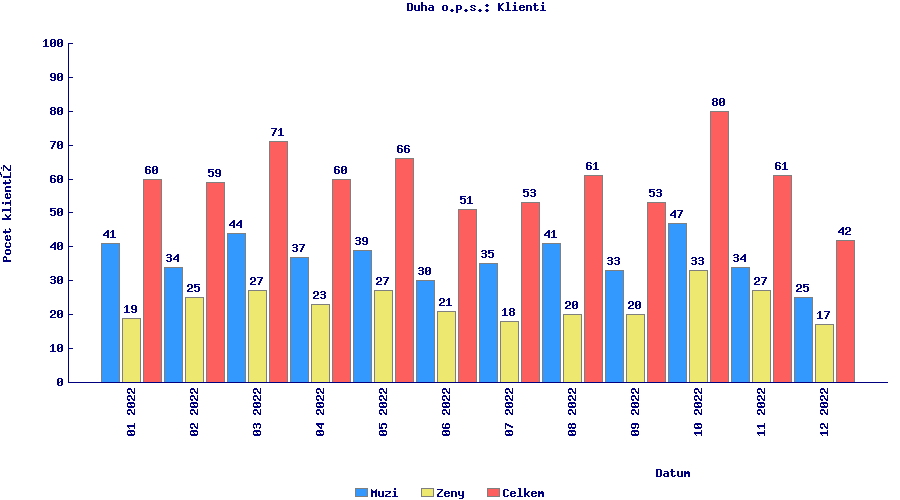 Duha o.p.s.: Klienti
Pocet klientĹŻ
100
90
80
70
60
50
40
30
20
10
0
41 19 60
34 25 59
44 27 71
37 23 60
39 27 66
30 21 51
35 18 53
41 20 61
33 20 53
47 33 80
34 27 61
25 17 42
01 2022
02 2022
03 2022
04 2022
05 2022
06 2022
07 2022
08 2022
09 2022
10 2022
11 2022
12 2022
Datum
Muzi Zeny Celkem